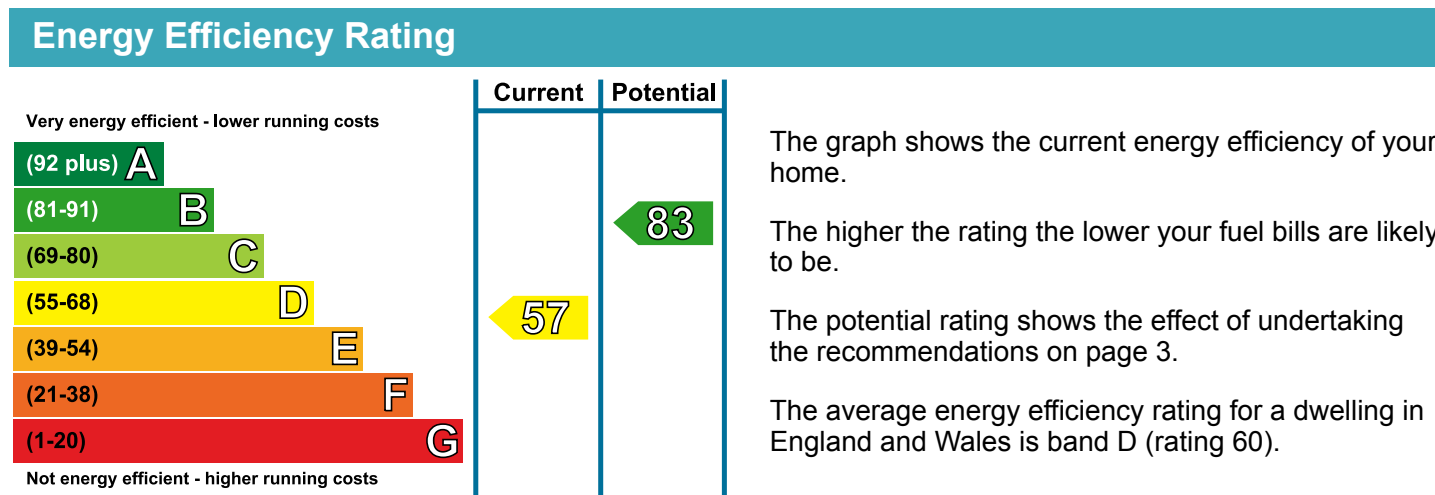 Energy Efficiency Rating
Current Potential
Very energy efficient - lower running costs
(92 plus) A
(81-91) B
83
(69-80) C
(55-68) D
57
(39-54) E
(21-38) F
(1-20) G
Not energy efficient - higher running costs
The graph shows the current energy efficiency of your
home.
The higher the rating the lower your fuel bills are likely
to be.
The potential rating shows the effect of undertaking
the recommendations on page 3.
The average energy efficiency rating for a dwelling in
England and Wales is band D (rating 60).